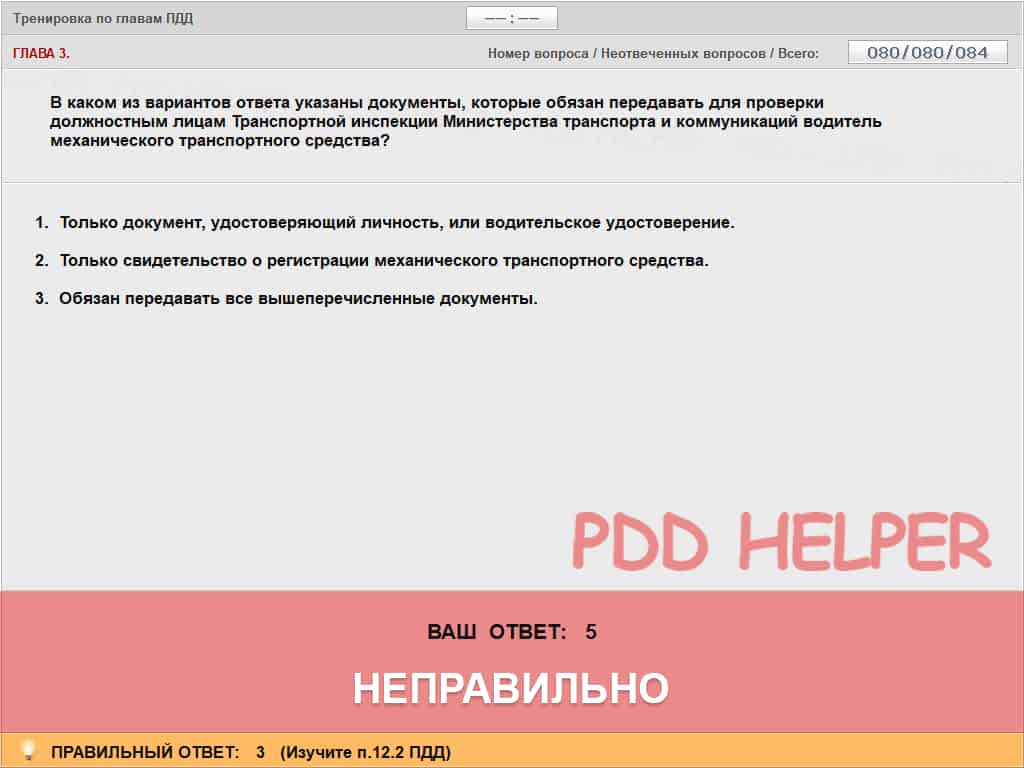 Тренировка по главам ПДД
—— : ——
ГЛАВА 3.
Номер вопроса / Неотвеченных вопросов / Всего:
080/080/084
В каком из вариантов ответа указаны документы, которые обязан передавать для проверки
должностным лицам Транспортной инспекции Министерства транспорта и коммуникаций водитель
механического транспортного средства?
1. Только документ, удостоверяющий личность, или водительское удостоверение.
2. Только свидетельство о регистрации механического транспортного средства.
3. Обязан передавать все вышеперечисленные документы.
PDD HELPER
ВАШ ОТВЕТ: 5
НЕПРАВИЛЬНО
ПРАВИЛЬНЫЙ ОТВЕТ: 3 (Изучите п.12.2 ПДД)